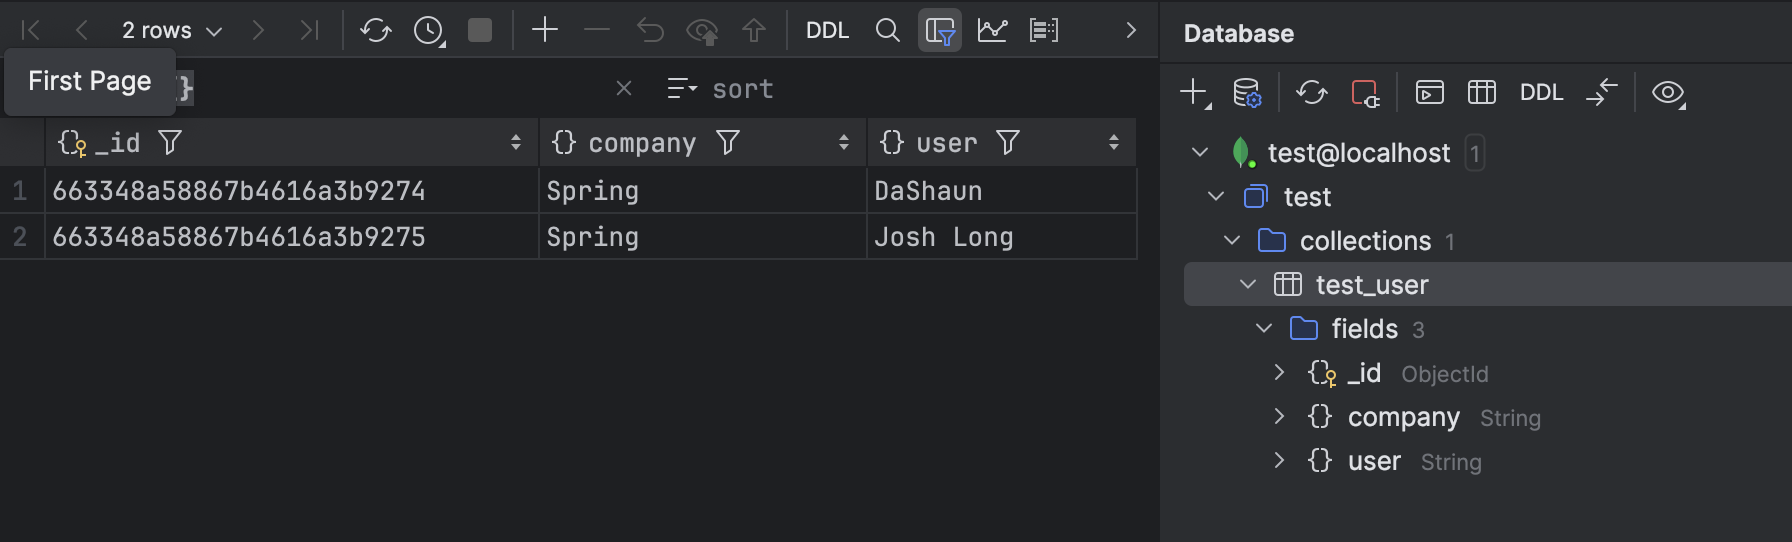 2 rows
DDL
First Page
}
sort
_id
company
user
1
663348a58867b4616a3b9274
Spring
DaShaun
2
663348a58867b4616a3b9275
Spring
Josh Long
Database
DDL
test@localhost 1
test
collections 1
test_user
fields 3
_id ObjectId
company String
user String